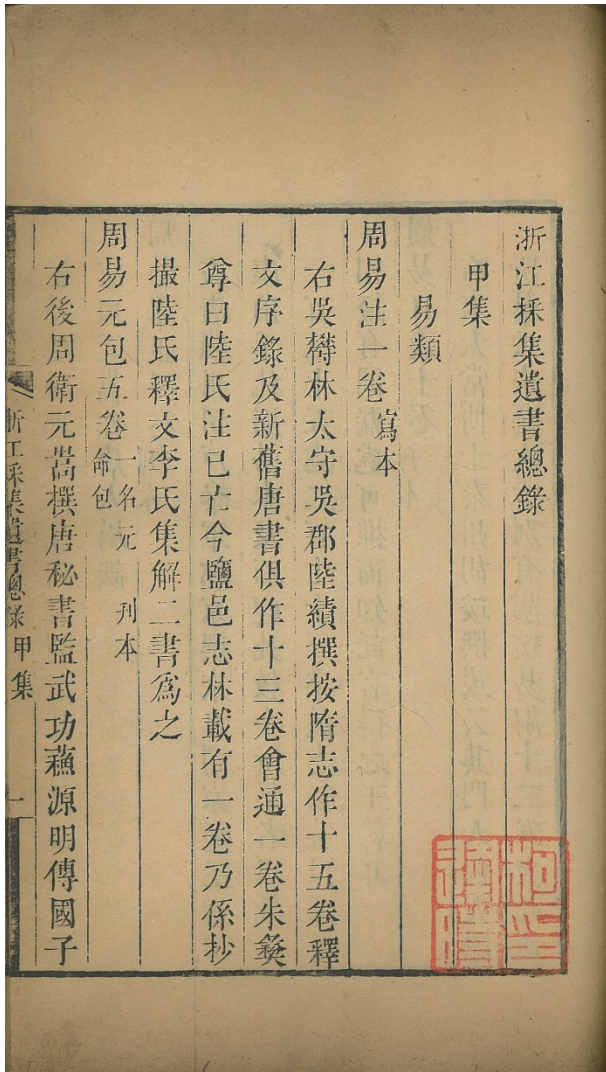 浙江採集遺書總錄
甲集
易類
周易注一卷寫本
右吳欎林太守吳郡陸績撰按隋志作十五卷釋
文序錄及新舊唐書俱作十三卷會通一卷朱彝
尊曰陸氏注已亡今鹽邑志林載有一卷乃係抄
撮陸氏釋文李氏集解二書爲之
周易元包五卷一名元命包 刊本
右後周衛元嵩撰唐秘書監武功蘓源明傳國子
浙江採集遺書總錄甲集 一